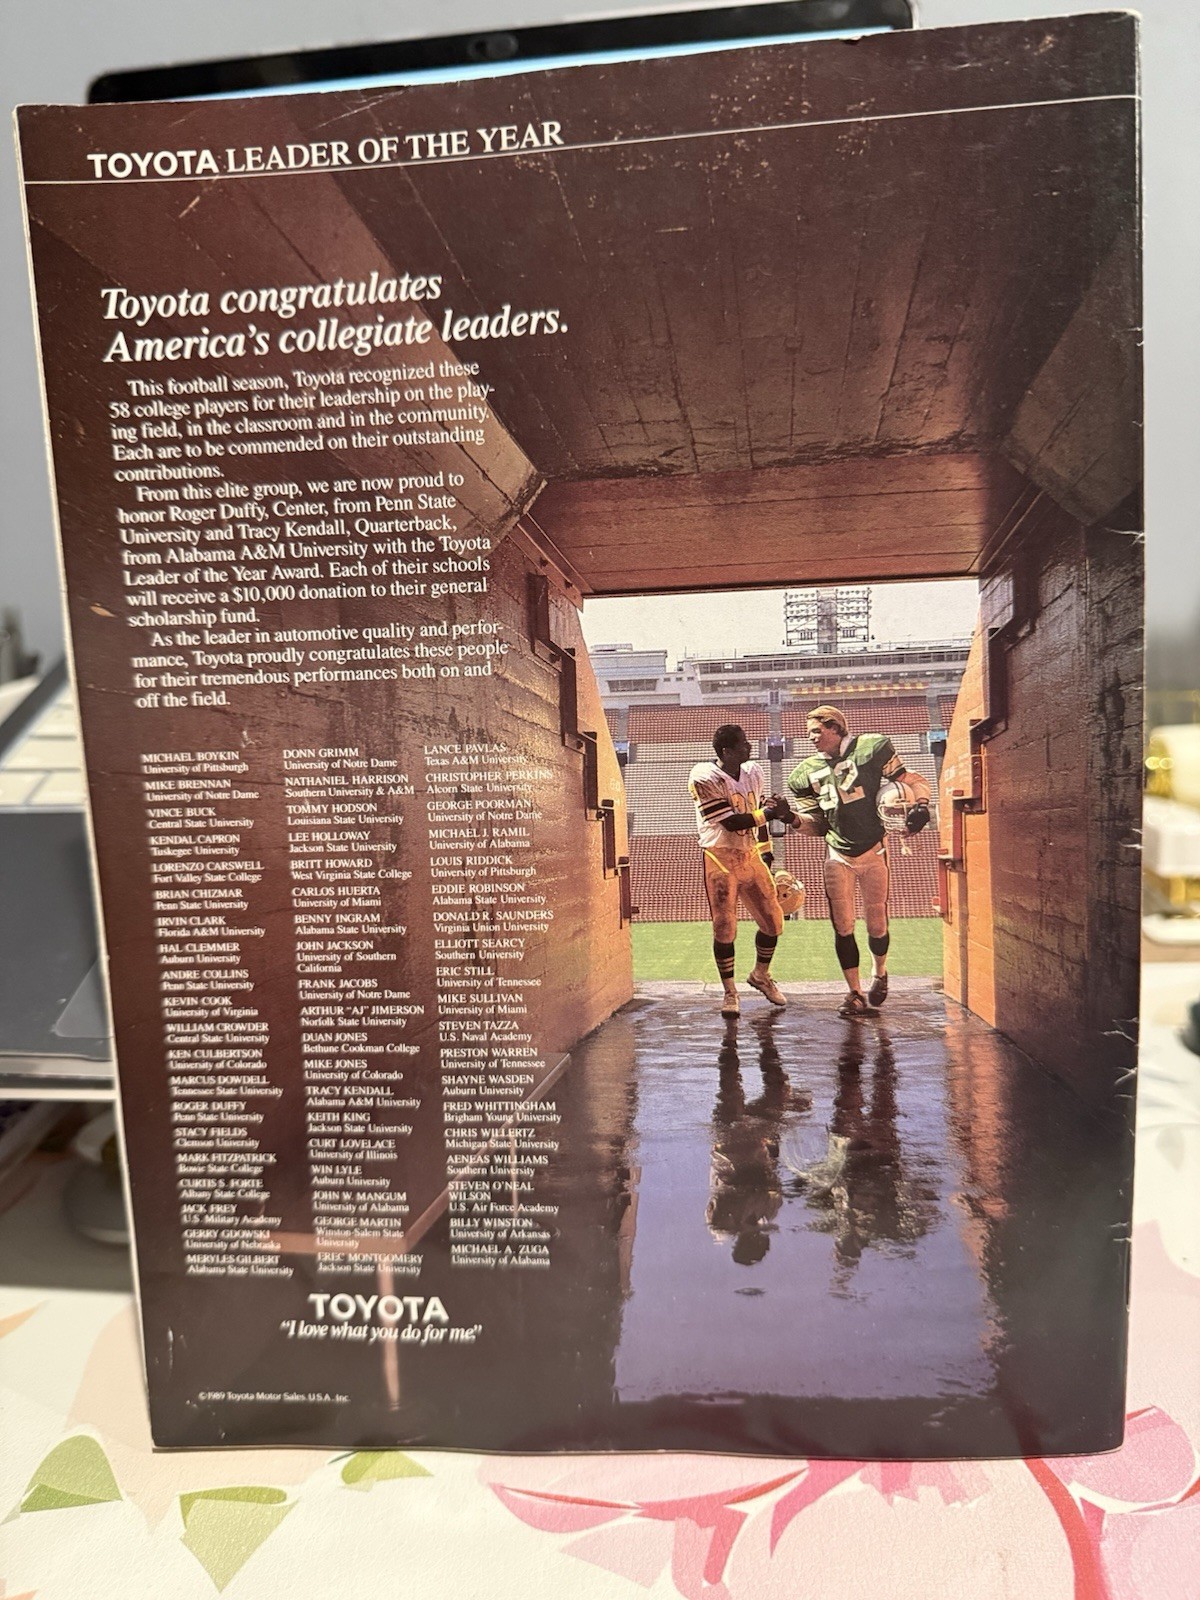 TOYOTA LEADER OF THE YEAR
Toyota congratulates
America's collegiate leaders.
This football season, Toyota recognized these
58 college players for their leadership on the play-
ing field, in the classroom and in the community.
Each are to be commended on their outstanding
contributions.
From this elite group, we are now proud to
honor Roger Duffy, Center, from Penn State
University and Tracy Kendall, Quarterback,
from Alabama A&M University with the Toyota
Leader of the Year Award. Each of their schools
will receive a $10,000 donation to their general
scholarship fund.
As the leader in automotive quality and perfor-
mance, Toyota proudly congratulates these people
for their tremendous performances both on and
off the field.
MICHAEL BOYKIN
University of Pittsburgh
MIKE BRENNAN
University of Notre Dame
VINCE BUCK
Central State University
KENDAL CAPRON
Tuskegee University
LORENZO CARSWELL
Fort Valley State College
BRIAN CHIZMAR
Penn State University
IRVIN CLARK
Florida A&M University
HAL CLEMMER
Auburn University
ANDRE COLLINS
Penn State University
KEVIN COOK
University of Virginia
WILLIAM CROWDER
Central State University
KEN CULBERTSON
University of Colorado
MARCUS DOWDELL
Tennessee State University
ROGER DUFFY
Penn State University
STACY FIELDS
Clemson University
MARK FITZPATRICK
Bowie State College
CURTIS S. FORTE
Albany State College
JACK FREY
U.S. Military Academy
GERRY GDOWSKI
University of Nebraska
MERYLES GILBERT
Alabama State University
DONN GRIMM
University of Notre Dame
NATHANIEL HARRISON
Southern University & A&M
TOMMY HODSON
Louisiana State University
LEE HOLLOWAY
Jackson State University
BRITT HOWARD
West Virginia State College
CARLOS HUERTA
University of Miami
BENNY INGRAM
Alabama State University
JOHN JACKSON
University of Southern
California
FRANK JACOBS
University of Notre Dame
ARTHUR "AJ" JIMERSON
Norfolk State University
DUAN JONES
Bethune Cookman College
MIKE JONES
University of Colorado
TRACY KENDALL
Alabama A&M University
KEITH KING
Jackson State University
CURT LOVELACE
University of Illinois
WIN LYLE
Auburn University
JOHN W. MANGUM
University of Alabama
GEORGE MARTIN
Winston-Salem State
University
EREC MONTGOMERY
Jackson State University
LANCE PAVLAS
Texas A&M University
CHRISTOPHER PERKINS
Alcorn State University
GEORGE POORMAN
University of Notre Dame
MICHAEL J. RAMIL
University of Alabama
LOUIS RIDDICK
University of Pittsburgh
EDDIE ROBINSON
Alabama State University
DONALD R. SAUNDERS
Virginia Union University
ELLIOTT SEARCY
Southern University
ERIC STILL
University of Tennessee
MIKE SULLIVAN
University of Miami
STEVEN TAZZA
U.S. Naval Academy
PRESTON WARREN
University of Tennessee
SHAYNE WASDEN
Auburn University
FRED WHITTINGHAM
Brigham Young University
CHRIS WILLERTZ
Michigan State University
AENEAS WILLIAMS
Southern University
STEVEN O'NEAL
WILSON
U.S. Air Force Academy
BILLY WINSTON
University of Arkansas
MICHAEL A. ZUGA
University of Alabama
52
TOYOTA
"I love what you do for me."
©1989 Toyota Motor Sales, U.S.A., Inc.